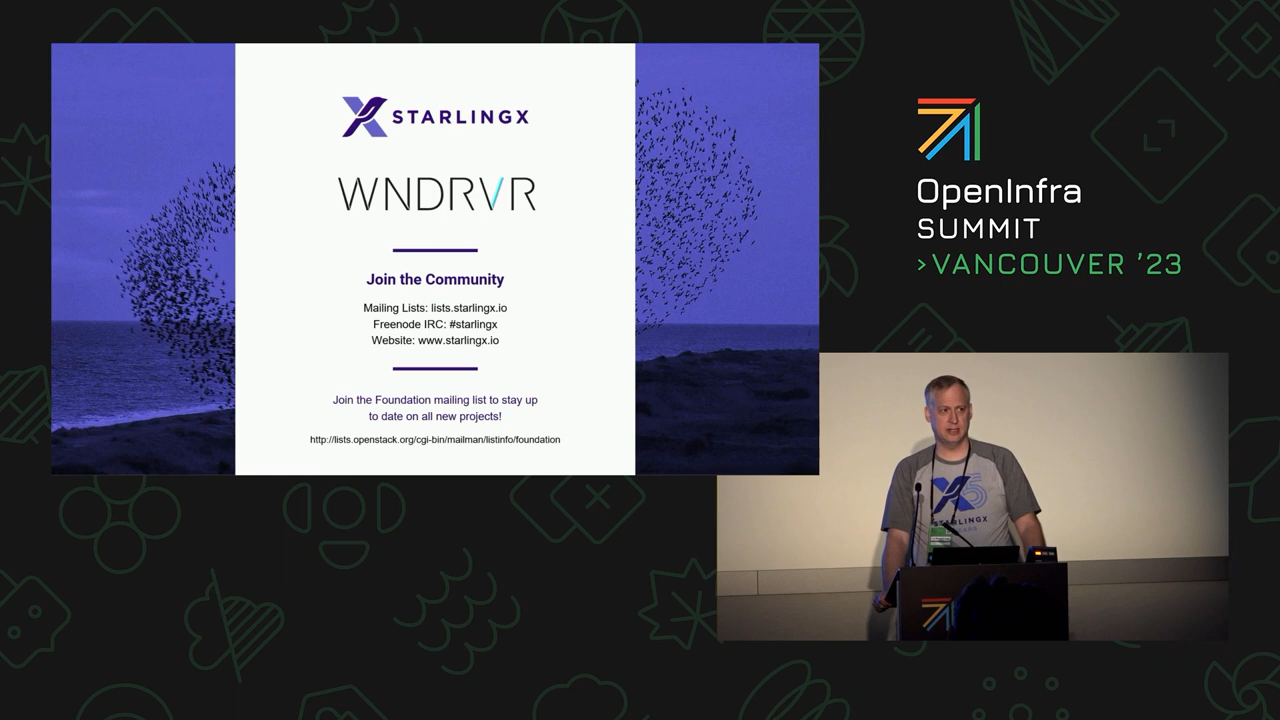 STARLINGX
WNDRVR
Join the Community
Mailing Lists: lists.starlingx.io
Freenode IRC: #starlingx
Website: www.starlingx.io
Join the Foundation mailing list to stay up
to date on all new projects!
http://lists.openstack.org/cgi-bin/mailman/listinfo/foundation
OpenInfra
SUMMIT
>VANCOUVER ’23
X5
STARLINGX